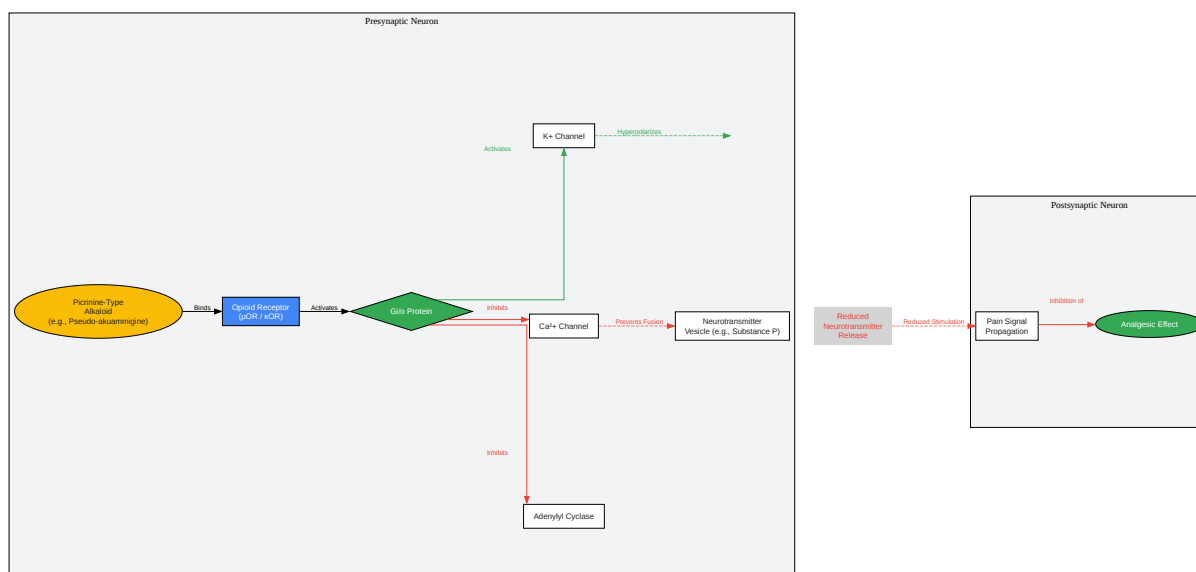 Presynaptic Neuron
K+ Channel
Hyperpolarizes
Activates
Postsynaptic Neuron
Picrinine-Type
Alkaloid
(e.g., Pseudo-akuammigine)
Binds
Opioid Receptor
(μOR / κOR)
Activates
Gi/o Protein
Inhibits
Ca²+ Channel
Prevents Fusion
Neurotransmitter
Vesicle (e.g., Substance P)
Reduced
Neurotransmitter
Release
Reduced Stimulation
Pain Signal
Propagation
Inhibition of
Analgesic Effect
Inhibits
Adenylyl Cyclase